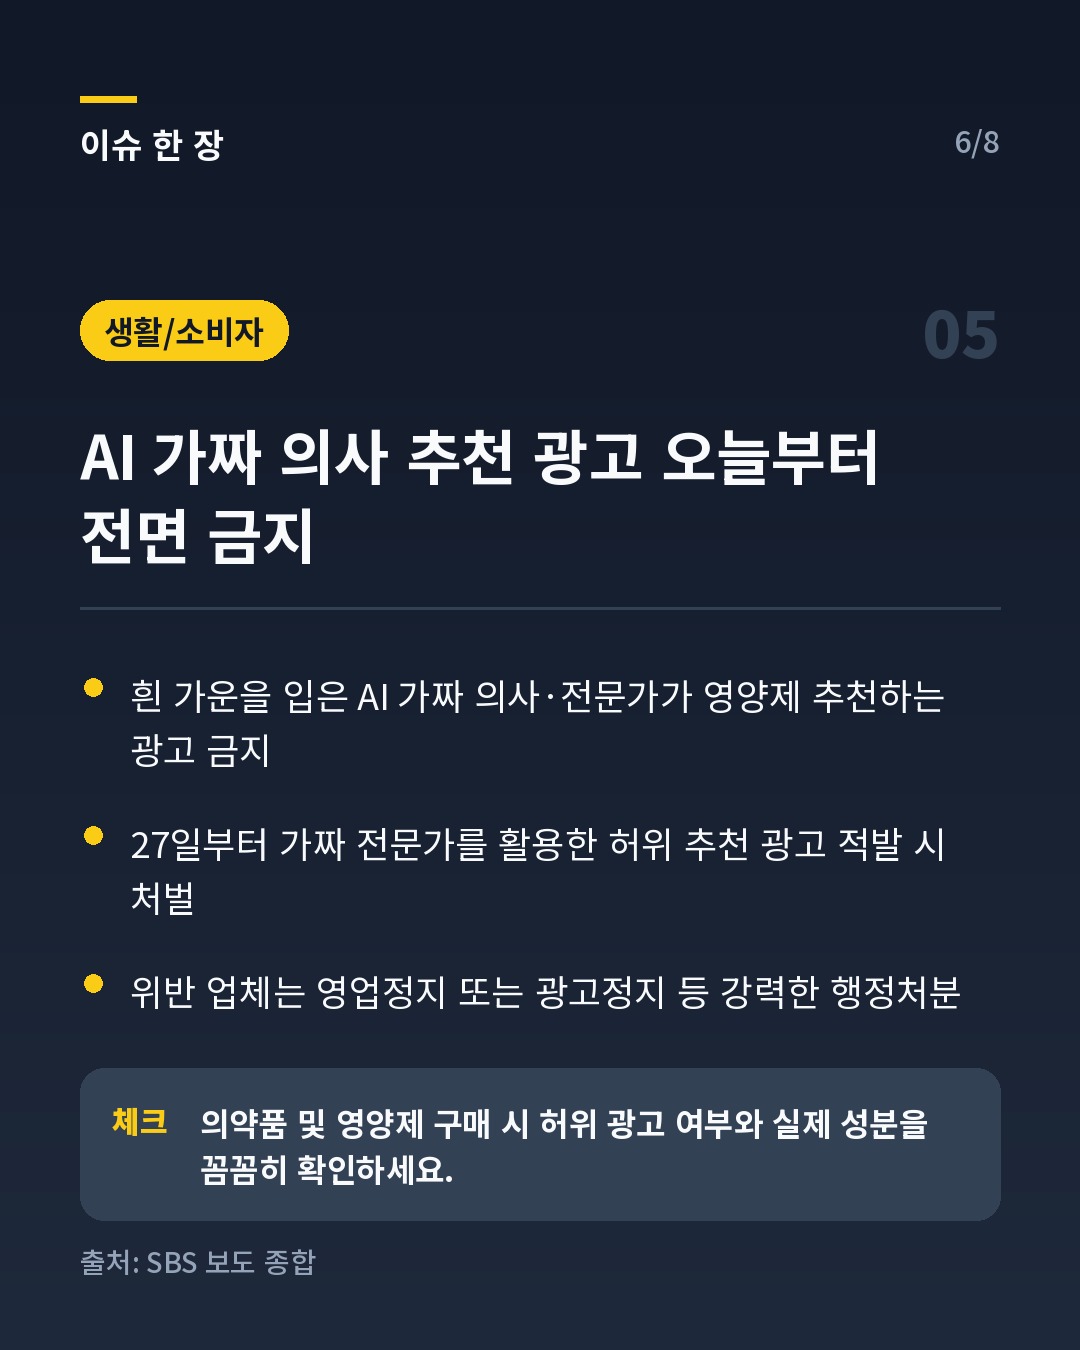 이슈 한 장
6/8
생활/소비자
05
AI 가짜 의사 추천 광고 오늘부터
전면 금지
흰 가운을 입은 AI 가짜 의사·전문가가 영양제 추천하는
광고 금지
27일부터 가짜 전문가를 활용한 허위 추천 광고 적발 시
처벌
위반 업체는 영업정지 또는 광고정지 등 강력한 행정처분
체크
의약품 및 영양제 구매 시 허위 광고 여부와 실제 성분을
꼼꼼히 확인하세요.
출처: SBS 보도 종합